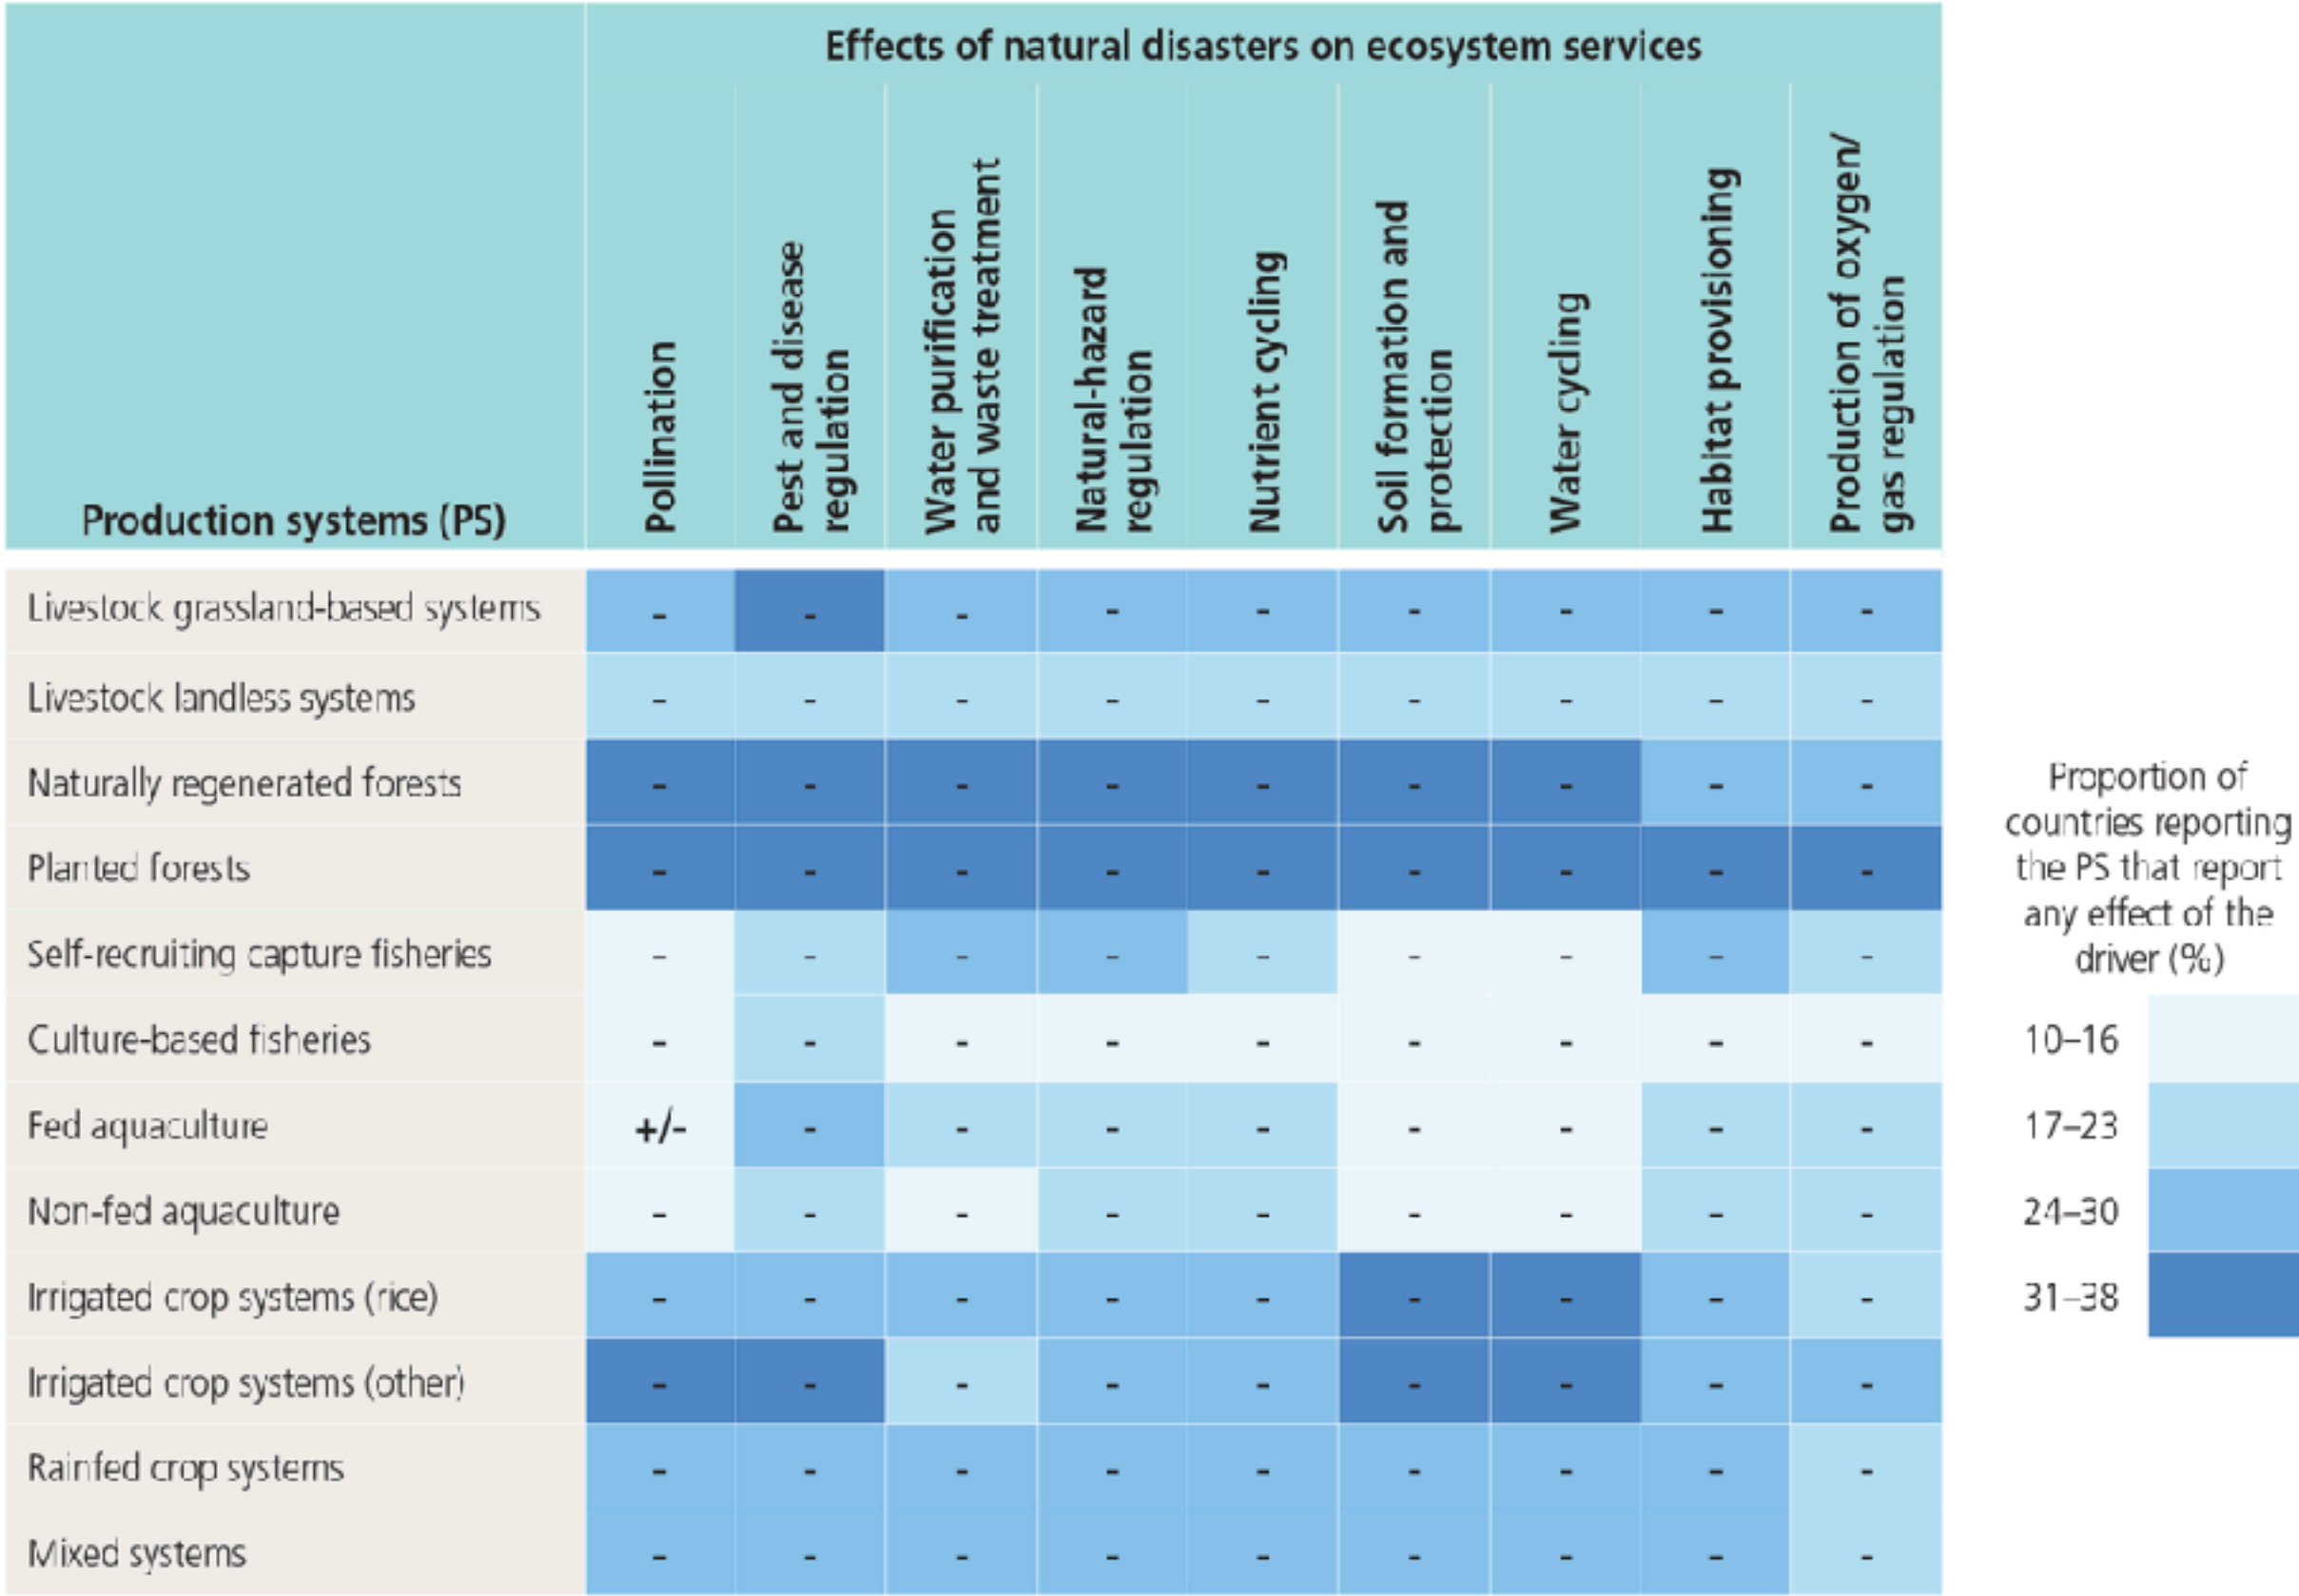 Effects of natural disasters on ecosystem services
Production systems (PS)
Pollination
Pest and disease
regulation
Water purification
and waste treatment
Natural-hazard
regulation
Nutrient cycling
Soil formation and
protection
Water cycling
Habitat provisioning
Production of oxygen/
gas regulation
Livestock grassland-based systems - - - - - - - - -
Livestock landless systems - - - - - - - - -
Naturally regenerated forests - - - - - - - - -
Planted forests - - - - - - - - -
Self-recruiting capture fisheries - - - - - - - - -
Culture-based fisheries - - - - - - - - -
Fed aquaculture +/- - - - - - - - -
Non-fed aquaculture - - - - - - - - -
Irrigated crop systems (rice) - - - - - - - - -
Irrigated crop systems (other) - - - - - - - - -
Rainfed crop systems - - - - - - - - -
Mixed systems - - - - - - - - -
Proportion of
countries reporting
the PS that report
any effect of the
driver (%)
10–16
17–23
24–30
31–38